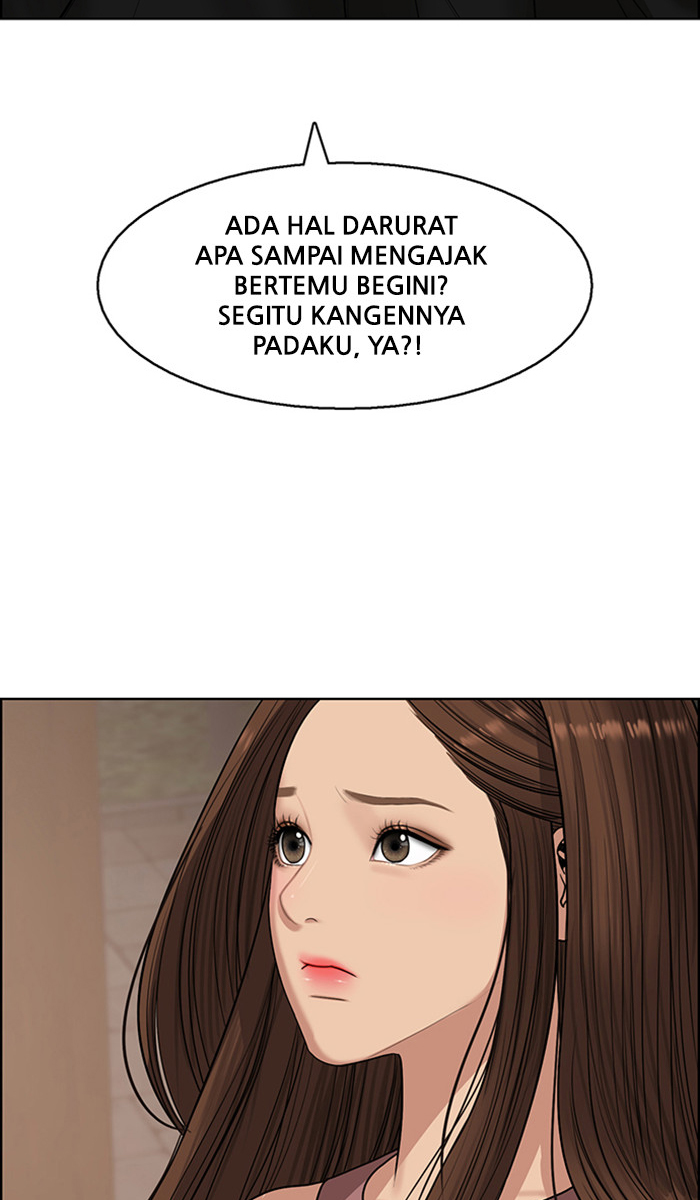 ADA HAL DARURAT
APA SAMPAI MENGAJAK
BERTEMU BEGINI?
SEGITU KANGENNYA
PADAKU, YA?!